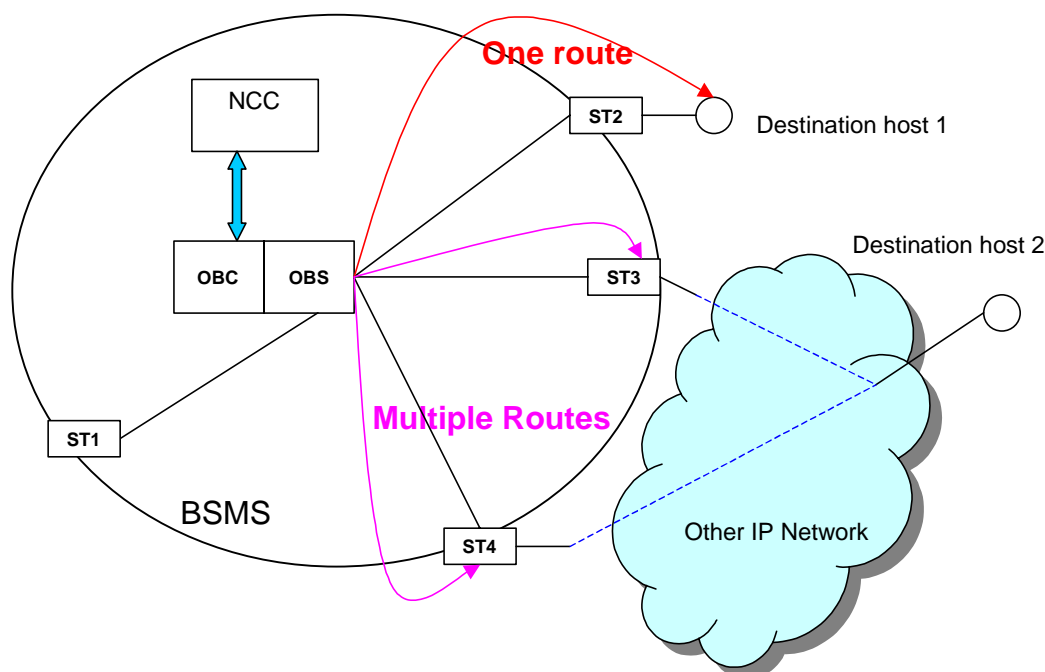 One route
NCC
ST2
Destination host 1
Destination host 2
OBC
OBS
ST3
Multiple Routes
ST1
BSMS
ST4
Other IP Network